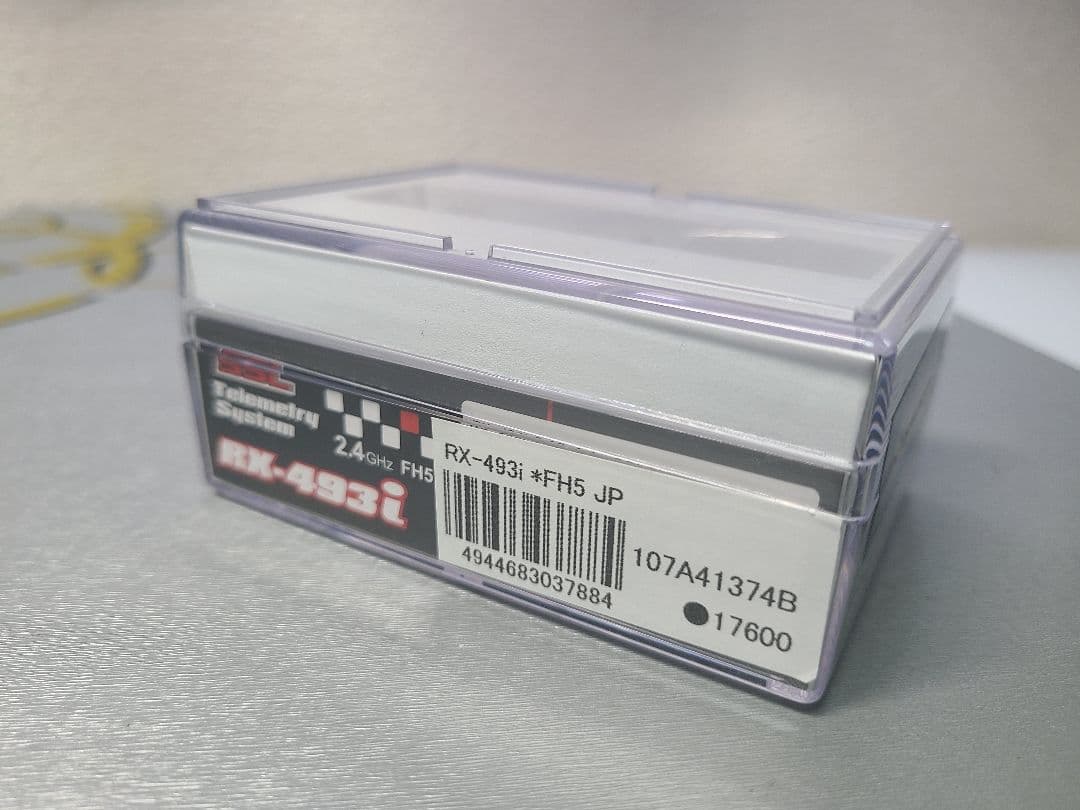 SSL
Telemetry
System
2.4GHz FH5
RX-493i
RX-493i *FH5 JP
4944683037884
107A41374B
●17600